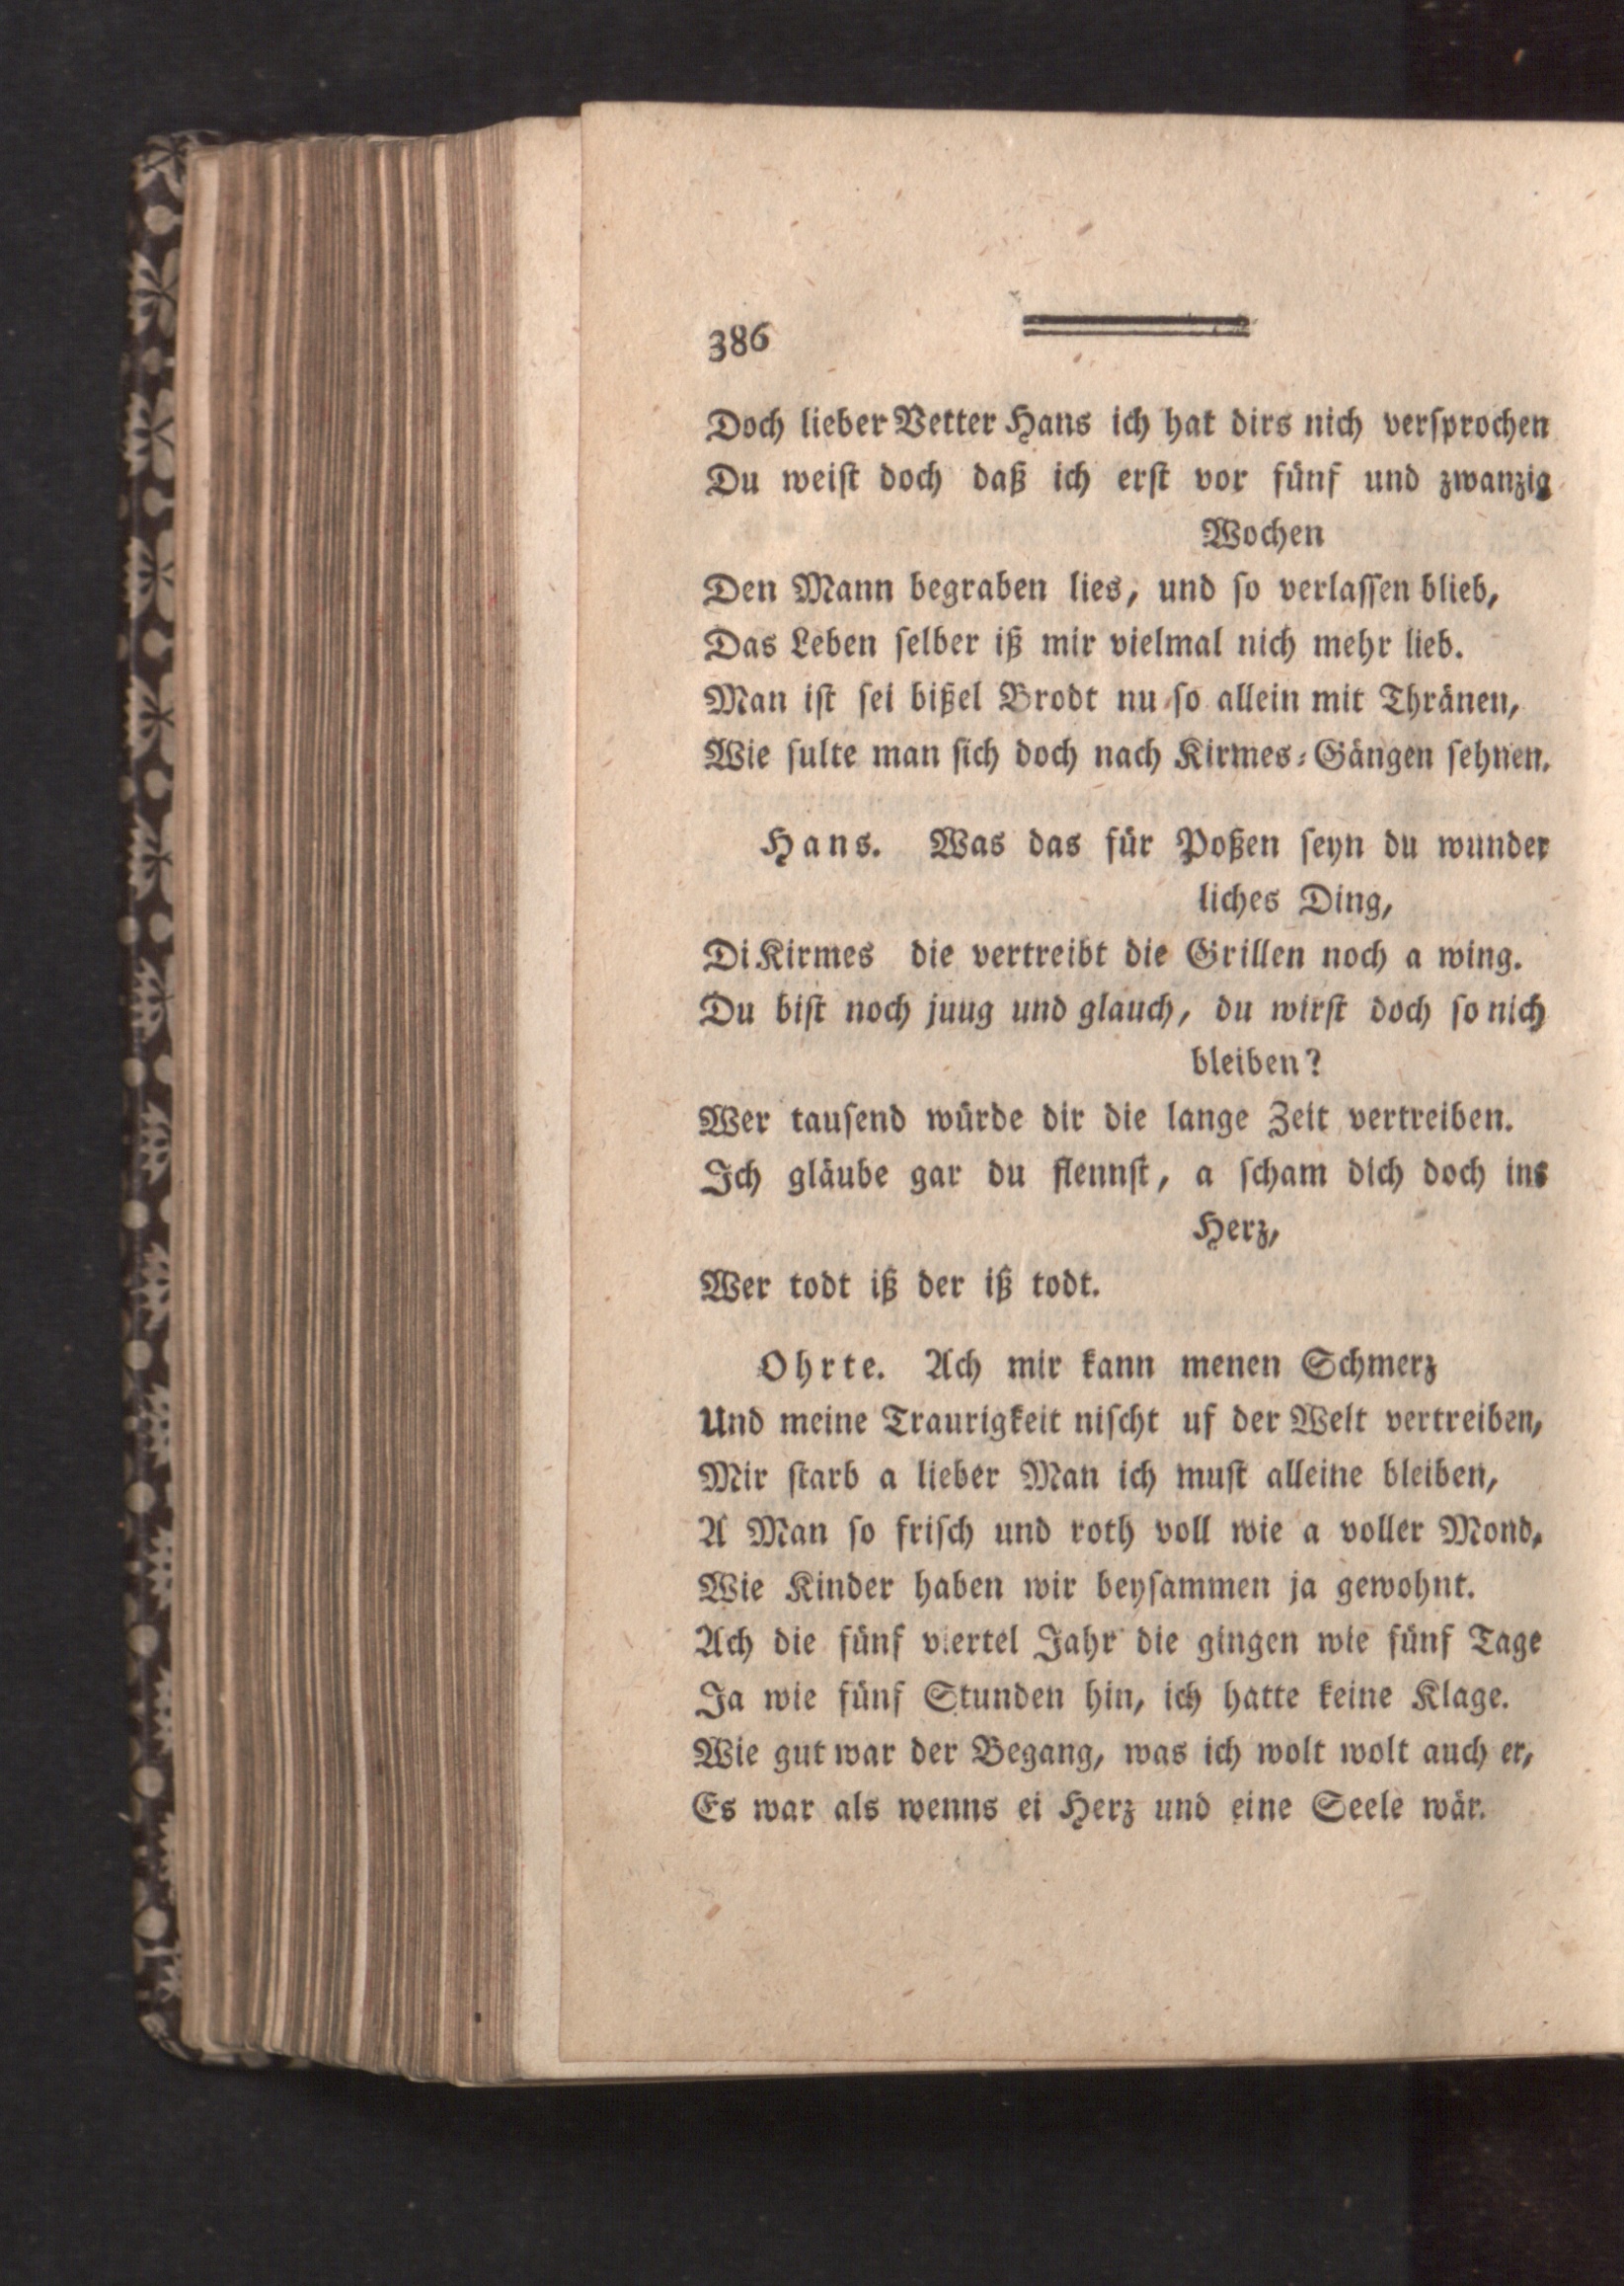 386
Doch lieber Vetter Hans ich hat dirs nich verſprochen
Du weiſt doch daß ich erſt vor fünf und zwanzig
Wochen
Den Mann begraben lies, und ſo verlaſſen blieb,
Das Leben ſelber iß mir vielmal nich mehr lieb.
Man iſt ſei bißel Brodt nu ſo allein mit Thränen,
Wie ſulte man ſich doch nach Kirmes-Gängen ſehnen.
Hans. Was das für Poßen ſeyn du wunder
liches Ding,
Di Kirmes die vertreibt die Grillen noch a wing.
Du biſt noch juug und glauch, du wirſt doch ſo nich
bleiben?
Wer tauſend würde dir die lange Zeit vertreiben.
Ich gläube gar du flennſt, a ſcham dich doch ins
Herz,
Wer todt iß der iß todt.
Ohrte. Ach mir kann menen Schmerz
Und meine Traurigkeit niſcht uf der Welt vertreiben,
Mir ſtarb a lieber Man ich muſt alleine bleiben,
A Man ſo friſch und roth voll wie a voller Mond,
Wie Kinder haben wir beyſammen ja gewohnt.
Ach die fünf viertel Jahr die gingen wie fünf Tage
Ja wie fünf Stunden hin, ich hatte keine Klage.
Wie gut war der Begang, was ich wolt wolt auch er,
Es war als wenns ei Herz und eine Seele wär.